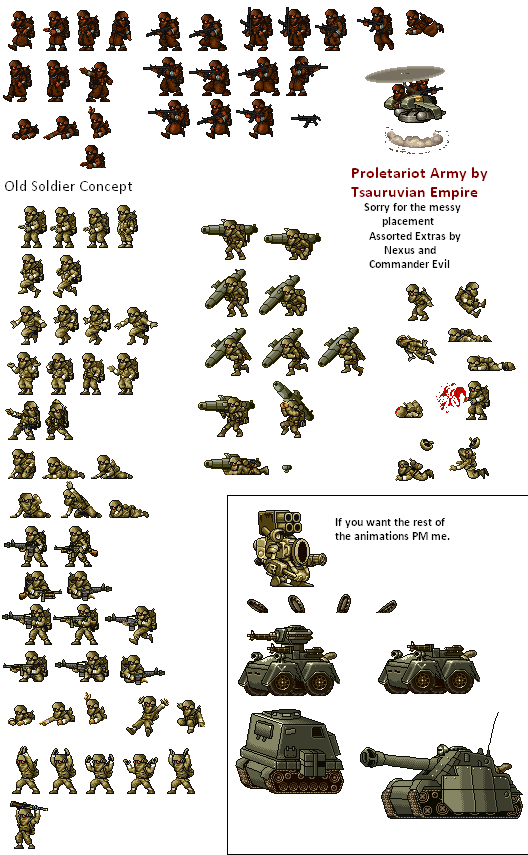 Old Soldier Concept
Proletariot Army by
Tsauruvian Empire
Sorry for the messy
placement
Assorted Extras by
Nexus and
Commander Evil
If you want the rest of
the animations PM me.